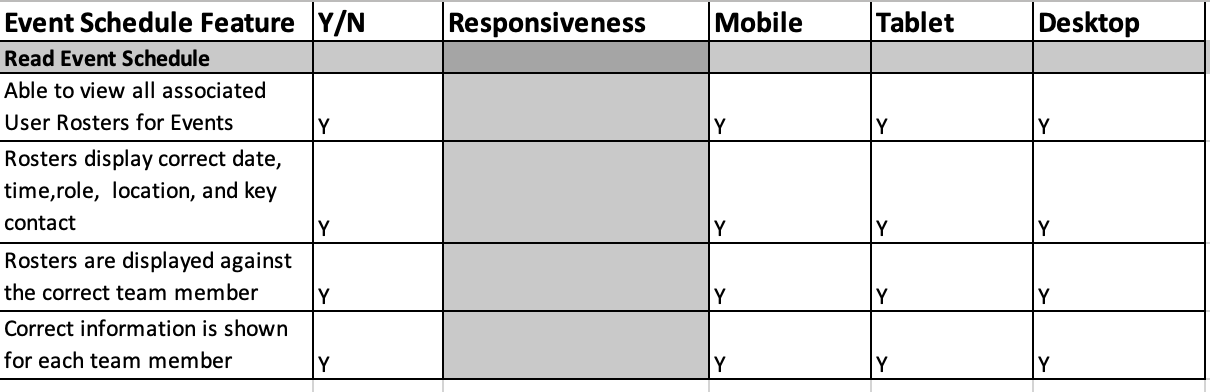 Event Schedule Feature Y/N Responsiveness Mobile Tablet Desktop
Read Event Schedule
Able to view all associated
User Rosters for Events Y Y Y Y
Rosters display correct date,
time,role,  location, and key
contact Y Y Y Y
Rosters are displayed against
the correct team member Y Y Y Y
Correct information is shown
for each team member Y Y Y Y